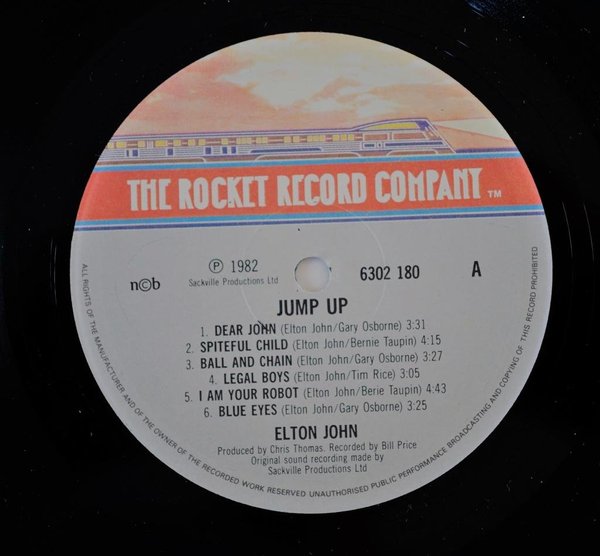 THE ROCKET RECORD COMPANY TM
n©b
℗ 1982
Sackville Productions Ltd
6302 180
A
JUMP UP
1. DEAR JOHN (Elton John/Gary Osborne) 3:31
2. SPITEFUL CHILD (Elton John/Bernie Taupin) 4:15
3. BALL AND CHAIN (Elton John/Gary Osborne) 3:27
4. LEGAL BOYS (Elton John/Tim Rice) 3:05
5. I AM YOUR ROBOT (Elton John/Berie Taupin) 4:43
6. BLUE EYES (Elton John/Gary Osborne) 3:25
ELTON JOHN
Produced by Chris Thomas. Recorded by Bill Price
Original sound recording made by
Sackville Productions Ltd
ALL RIGHTS OF THE MANUFACTURER AND OF THE OWNER OF THE RECORDED WORK RESERVED UNAUTHORISED PUBLIC PERFORMANCE BROADCASTING AND COPYING OF THIS RECORD PROHIBITED